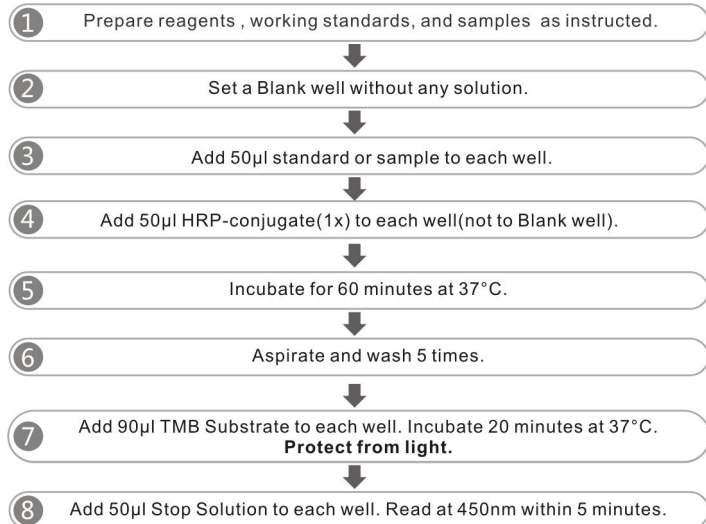 1 Prepare reagents , working standards, and samples as instructed.
2 Set a Blank well without any solution.
3 Add 50μl standard or sample to each well.
4 Add 50μl HRP-conjugate(1x) to each well(not to Blank well).
5 Incubate for 60 minutes at 37°C.
6 Aspirate and wash 5 times.
7 Add 90μl TMB Substrate to each well. Incubate 20 minutes at 37°C.
Protect from light.
8 Add 50μl Stop Solution to each well. Read at 450nm within 5 minutes.